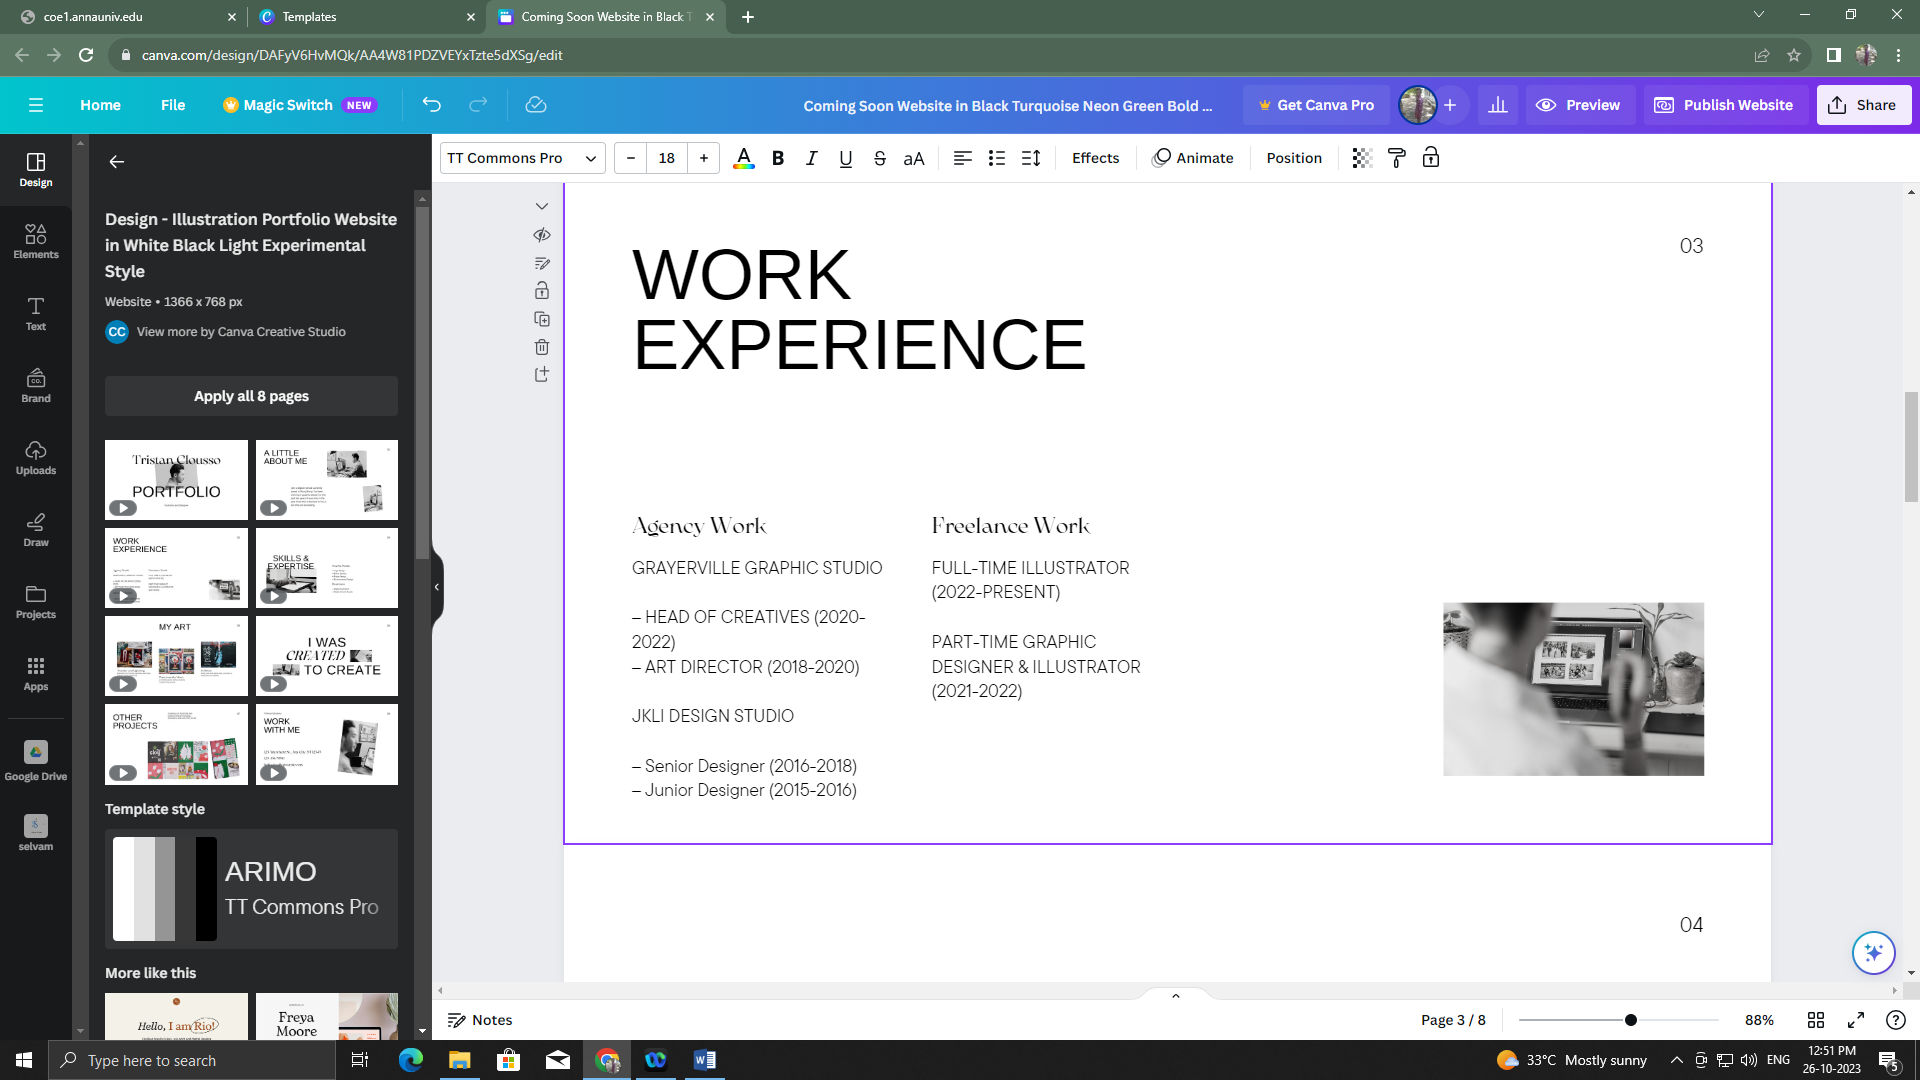 coe1.annauniv.edu
Templates
Coming Soon Website in Black T
canva.com/design/DAFyV6HvMQk/AA4W81PDZVEYxTzte5dXSg/edit
Home
File
Magic Switch NEW
Coming Soon Website in Black Turquoise Neon Green Bold ...
Get Canva Pro
Preview
Publish Website
Share
TT Commons Pro
– 18 +
A B I U S aA
Effects
Animate
Position
Design
Elements
Text
Brand
Uploads
Draw
Projects
Apps
Google Drive
selvam
Design - Illustration Portfolio Website
in White Black Light Experimental
Style
Website • 1366 x 768 px
CC View more by Canva Creative Studio
Apply all 8 pages
Tristan Clousso
PORTFOLIO
A LITTLE
ABOUT ME
WORK
EXPERIENCE
SKILLS &
EXPERTISE
MY ART
I WAS
CREATED
TO CREATE
OTHER
PROJECTS
WORK
WITH ME
Template style
ARIMO
TT Commons Pro
More like this
Hello, I am Rio!
Freya
Moore
03
WORK
EXPERIENCE
Agency Work
GRAYERVILLE GRAPHIC STUDIO
– HEAD OF CREATIVES (2020-
2022)
– ART DIRECTOR (2018-2020)
JKLI DESIGN STUDIO
– Senior Designer (2016-2018)
– Junior Designer (2015-2016)
Freelance Work
FULL-TIME ILLUSTRATOR
(2022-PRESENT)
PART-TIME GRAPHIC
DESIGNER & ILLUSTRATOR
(2021-2022)
04
Notes
Page 3 / 8
88%
Type here to search
33°C Mostly sunny
ENG
12:51 PM
26-10-2023
5